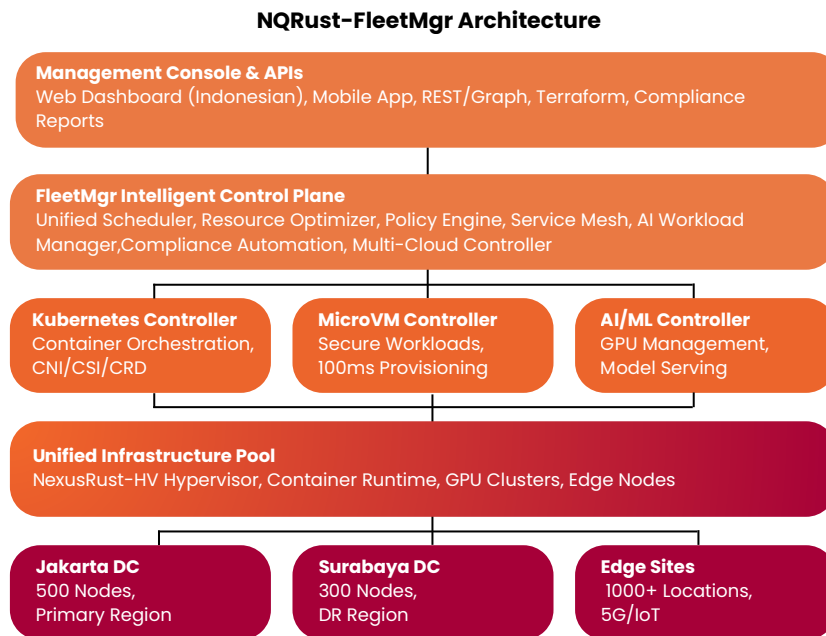 NQRust-FleetMgr Architecture
Management Console & APIs
Web Dashboard (Indonesian), Mobile App, REST/Graph, Terraform, Compliance
Reports
FleetMgr Intelligent Control Plane
Unified Scheduler, Resource Optimizer, Policy Engine, Service Mesh, AI Workload
Manager,Compliance Automation, Multi-Cloud Controller
Kubernetes Controller
Container Orchestration,
CNI/CSI/CRD
MicroVM Controller
Secure Workloads,
100ms Provisioning
AI/ML Controller
GPU Management,
Model Serving
Unified Infrastructure Pool
NexusRust-HV Hypervisor, Container Runtime, GPU Clusters, Edge Nodes
Jakarta DC
500 Nodes,
Primary Region
Surabaya DC
300 Nodes,
DR Region
Edge Sites
1000+ Locations,
5G/IoT